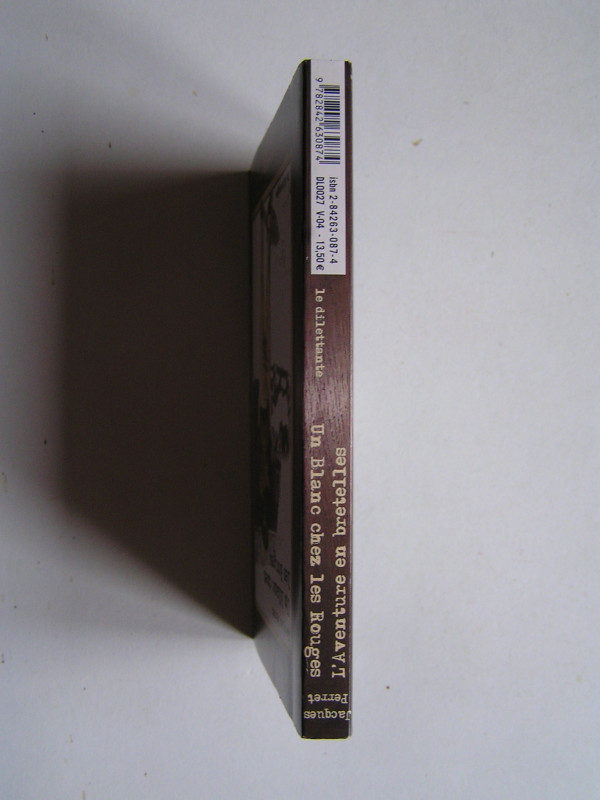 9 782842 630874
isbn 2-84263-087-4
DL0027 V-04 - 13,50 €
le dilettante
Un Blanc chez les Rouges
L'Aventure en bretelles
Jacques
Perret